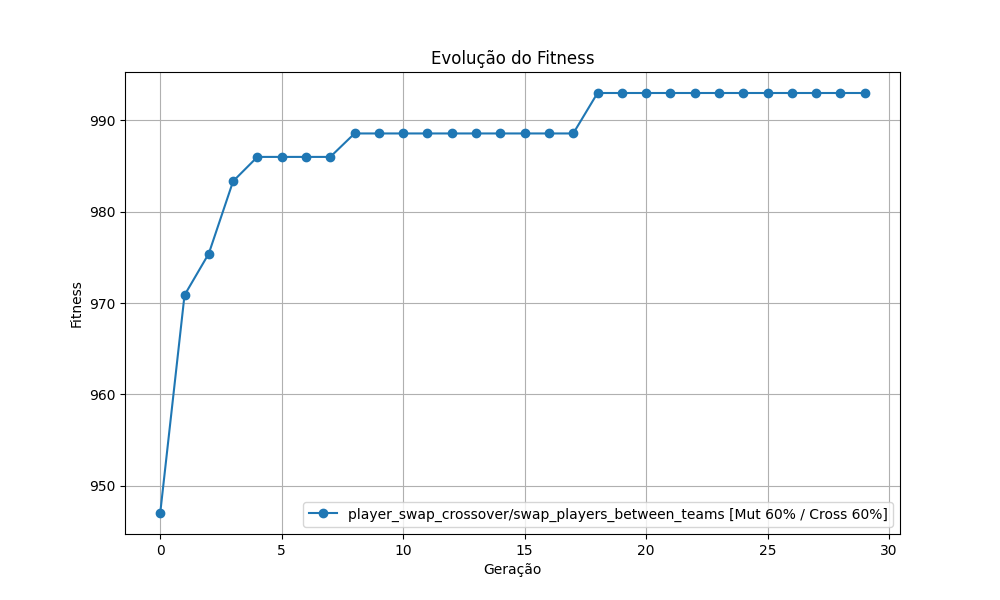 Evolução do Fitness
Fitness
990
980
970
960
950
0 5 10 15 20 25 30
Geração
player_swap_crossover/swap_players_between_teams [Mut 60% / Cross 60%]